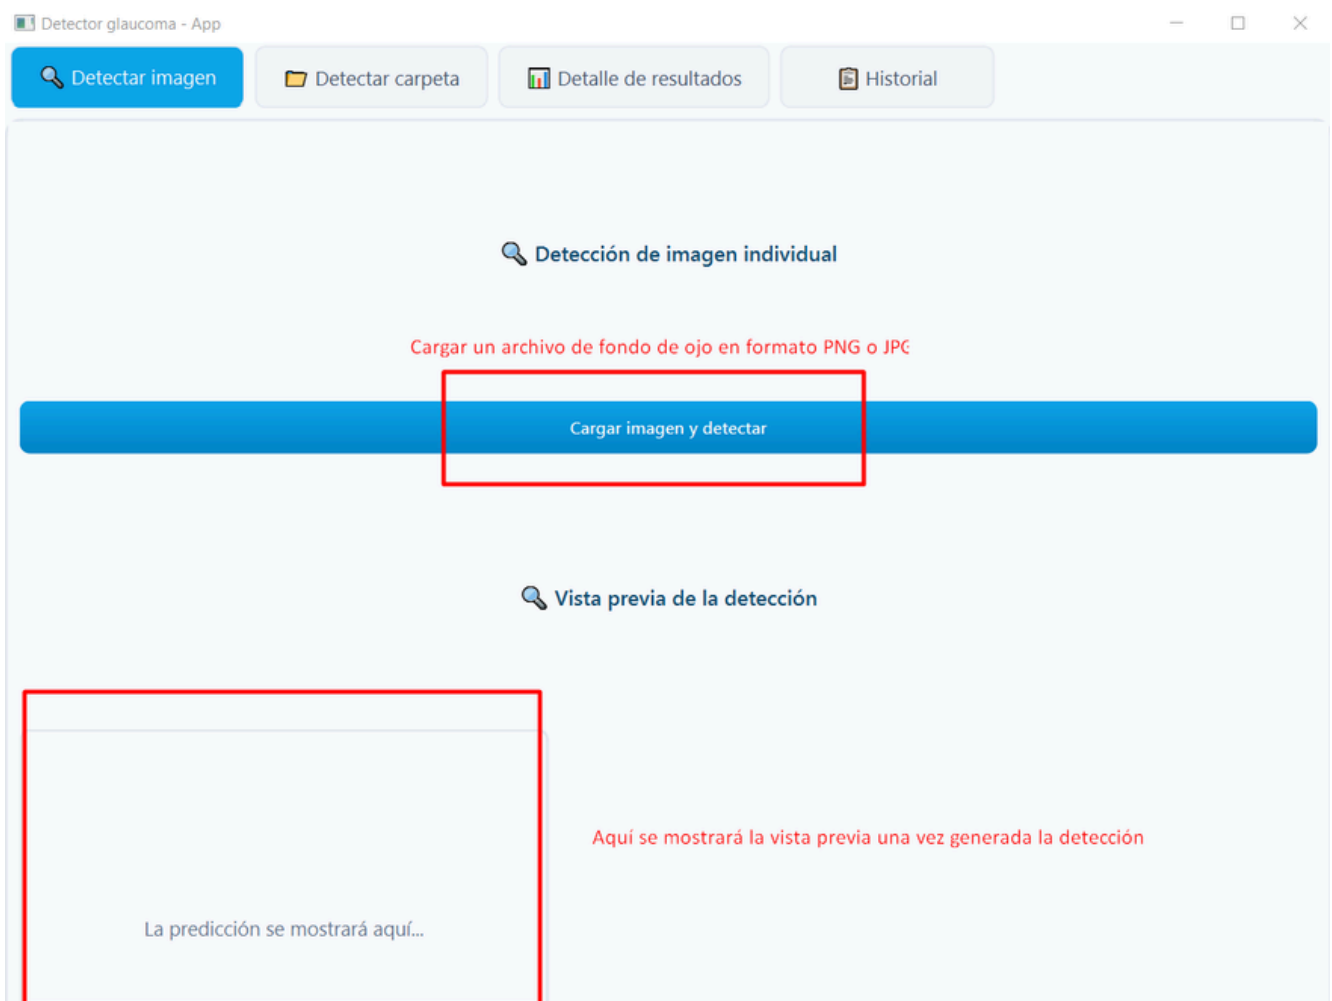 Detector glaucoma - App
Detectar imagen
Detectar carpeta
Detalle de resultados
Historial
Detección de imagen individual
Cargar un archivo de fondo de ojo en formato PNG o JPG
Cargar imagen y detectar
Vista previa de la detección
Aquí se mostrará la vista previa una vez generada la detección
La predicción se mostrará aquí...